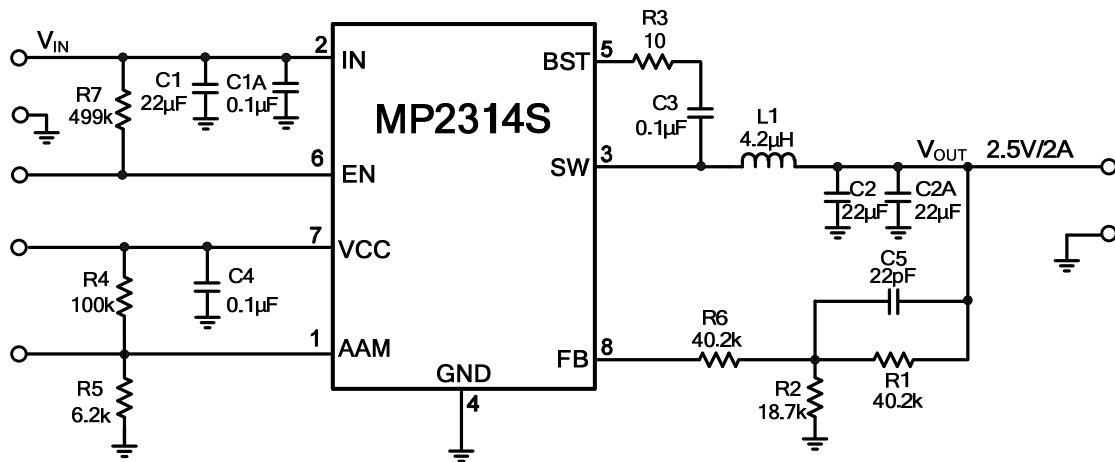 VIN
R7
499k
C1
22µF
C1A
0.1µF
2
IN
6
EN
7
VCC
R4
100k
C4
0.1µF
1
AAM
R5
6.2k
MP2314S
GND
4
BST
5
R3
10
C3
0.1µF
SW
3
L1
4.2µH
VOUT 2.5V/2A
C2
22µF
C2A
22µF
C5
22pF
FB
8
R6
40.2k
R2
18.7k
R1
40.2k